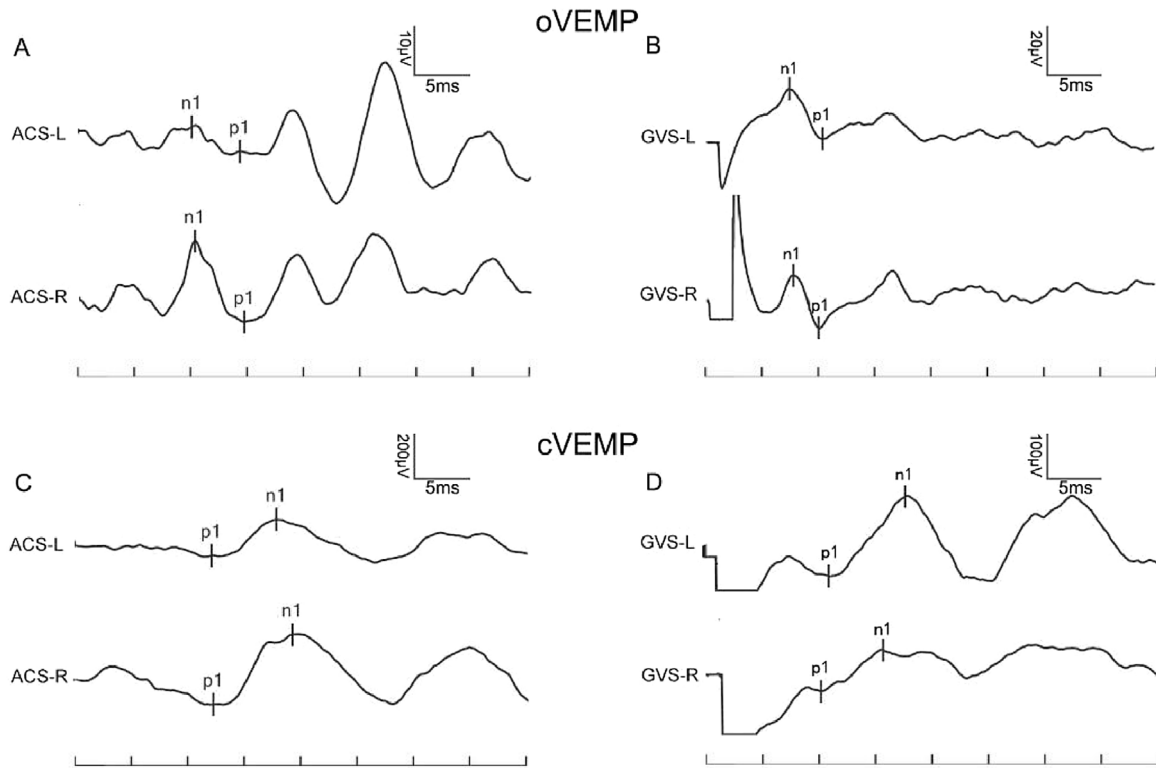 oVEMP
A
10µV
5ms
ACS-L
n1
p1
ACS-R
n1
p1
B
20µV
5ms
GVS-L
n1
p1
GVS-R
n1
p1
cVEMP
C
200µV
5ms
ACS-L
p1
n1
ACS-R
p1
n1
D
100µV
5ms
GVS-L
p1
n1
GVS-R
p1
n1